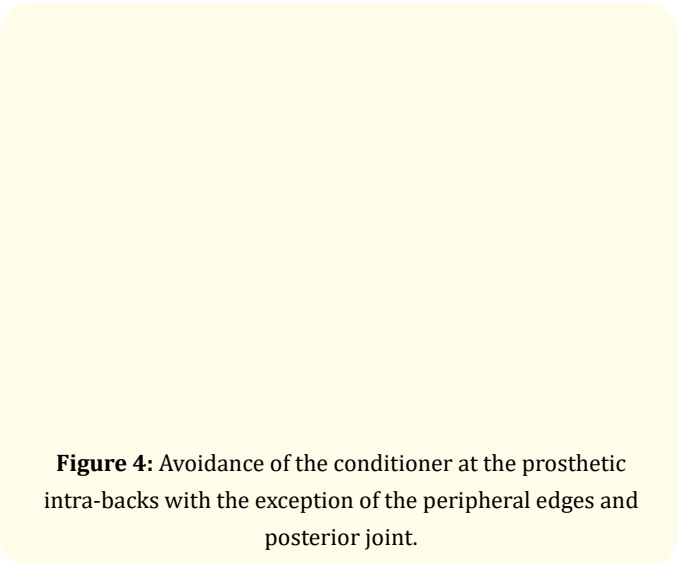 Figure 4: Avoidance of the conditioner at the prosthetic
intra-backs with the exception of the peripheral edges and
posterior joint.